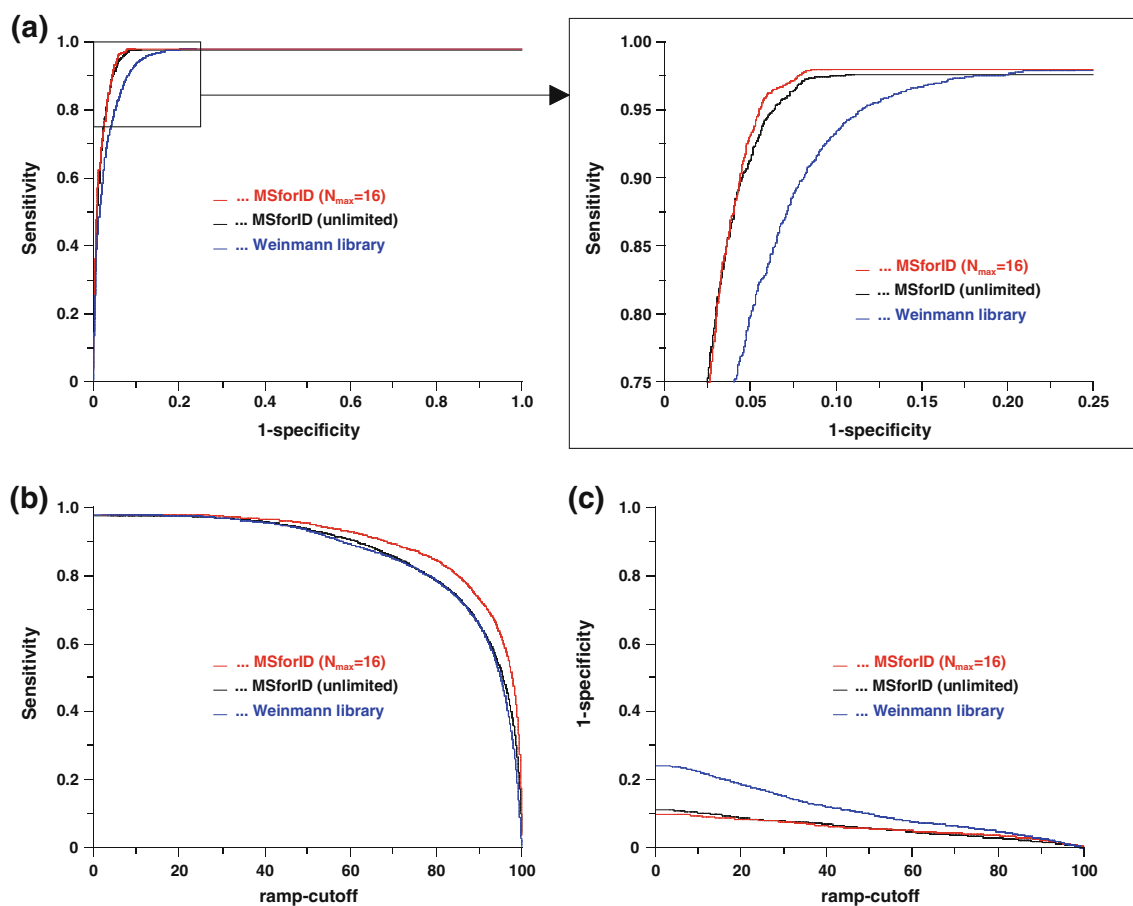 (a)
1.0
0.8
0.6
0.4
0.2
0
Sensitivity
0
0.2
0.4
0.6
0.8
1.0
1-specificity
... MSforID (Nmax=16)
... MSforID (unlimited)
... Weinmann library
1.00
0.95
0.90
0.85
0.80
0.75
Sensitivity
0
0.05
0.10
0.15
0.20
0.25
1-specificity
... MSforID (Nmax=16)
... MSforID (unlimited)
... Weinmann library
(b)
1.0
0.8
0.6
0.4
0.2
0
Sensitivity
0
20
40
60
80
100
ramp-cutoff
... MSforID (Nmax=16)
... MSforID (unlimited)
... Weinmann library
(c)
1.0
0.8
0.6
0.4
0.2
0
1-specificity
0
20
40
60
80
100
ramp-cutoff
... MSforID (Nmax=16)
... MSforID (unlimited)
... Weinmann library